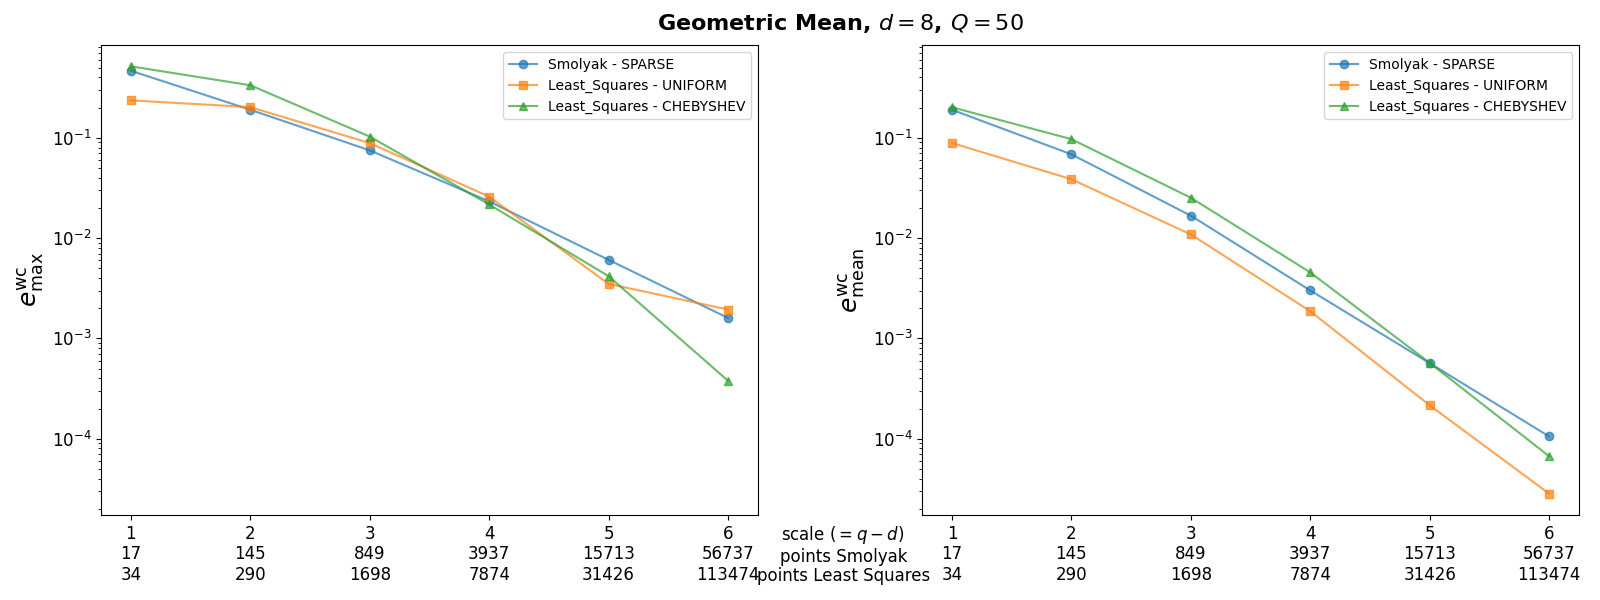 Geometric Mean, d = 8, Q = 50
Smolyak - SPARSE
Least_Squares - UNIFORM
Least_Squares - CHEBYSHEV
e^wc_max
10^−1
10^−2
10^−3
10^−4
1 2 3 4 5 6
17 145 849 3937 15713 56737
34 290 1698 7874 31426 113474
scale (= q − d)
points Smolyak
points Least Squares
Smolyak - SPARSE
Least_Squares - UNIFORM
Least_Squares - CHEBYSHEV
e^wc_mean
10^−1
10^−2
10^−3
10^−4
1 2 3 4 5 6
17 145 849 3937 15713 56737
34 290 1698 7874 31426 113474